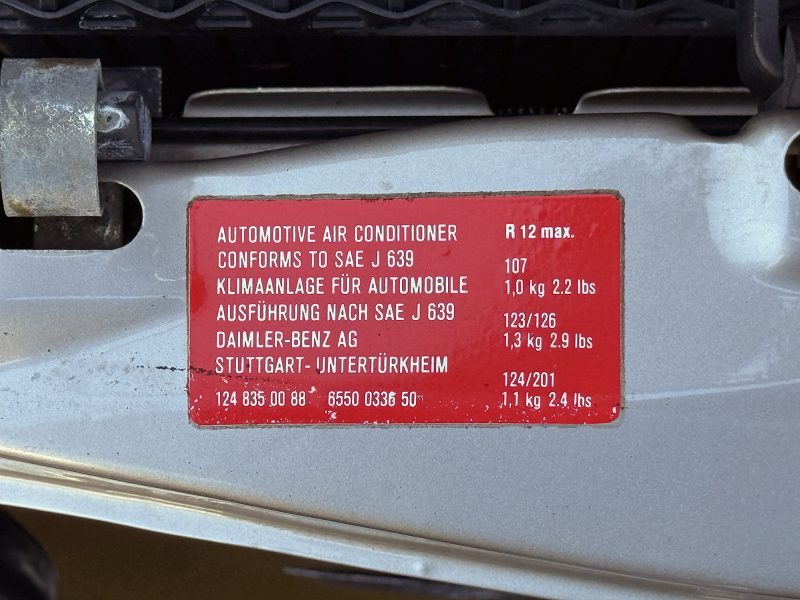 AUTOMOTIVE AIR CONDITIONER
CONFORMS TO SAE J 639
KLIMAANLAGE FÜR AUTOMOBILE
AUSFÜHRUNG NACH SAE J 639
DAIMLER-BENZ AG
STUTTGART- UNTERTÜRKHEIM
124 835 00 88 6550 0336 50
R 12 max.
107
1,0 kg 2.2 lbs
123/126
1,3 kg 2.9 lbs
124/201
1,1 kg 2.4 lbs